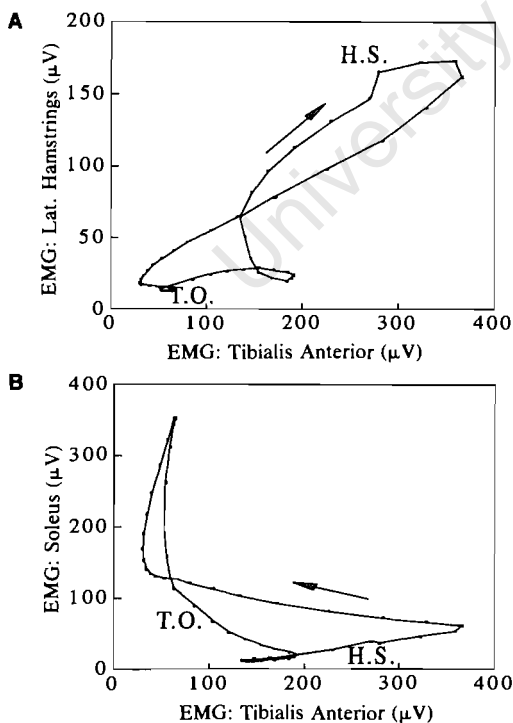 A
200
150
100
50
0
EMG: Lat. Hamstrings (µV)
H.S.
T.O.
100 200 300 400
EMG: Tibialis Anterior (µV)
University
B
400
300
200
100
0
EMG: Soleus (µV)
T.O.
H.S.
0 100 200 300 400
EMG: Tibialis Anterior (µV)